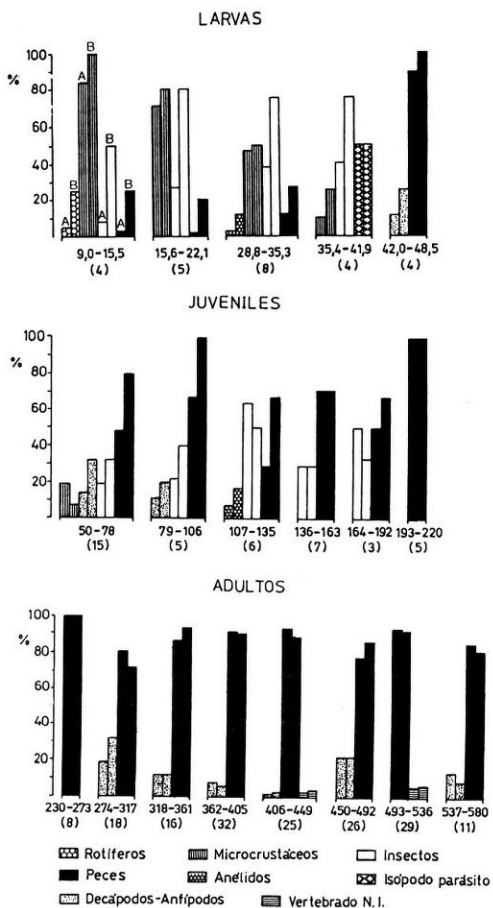 LARVAS
%
100
80
60
40
20
A B A B A B A B
9,0-15,5 15,6-22,1 28,8-35,3 35,4-41,9 42,0-48,5
(4) (5) (8) (4) (4)
JUVENILES
%
100
80
60
40
20
50-78 79-106 107-135 136-163 164-192 193-220
(15) (5) (6) (7) (3) (5)
ADULTOS
%
100
80
60
40
20
230-273 274-317 318-361 362-405 406-449 450-492 493-536 537-580
(8) (18) (16) (32) (25) (26) (29) (11)
Rotíferos Microcrustáceos Insectos
Peces Anélidos Isópodo parásito
Decápodos-Anfípodos Vertebrado N.I.